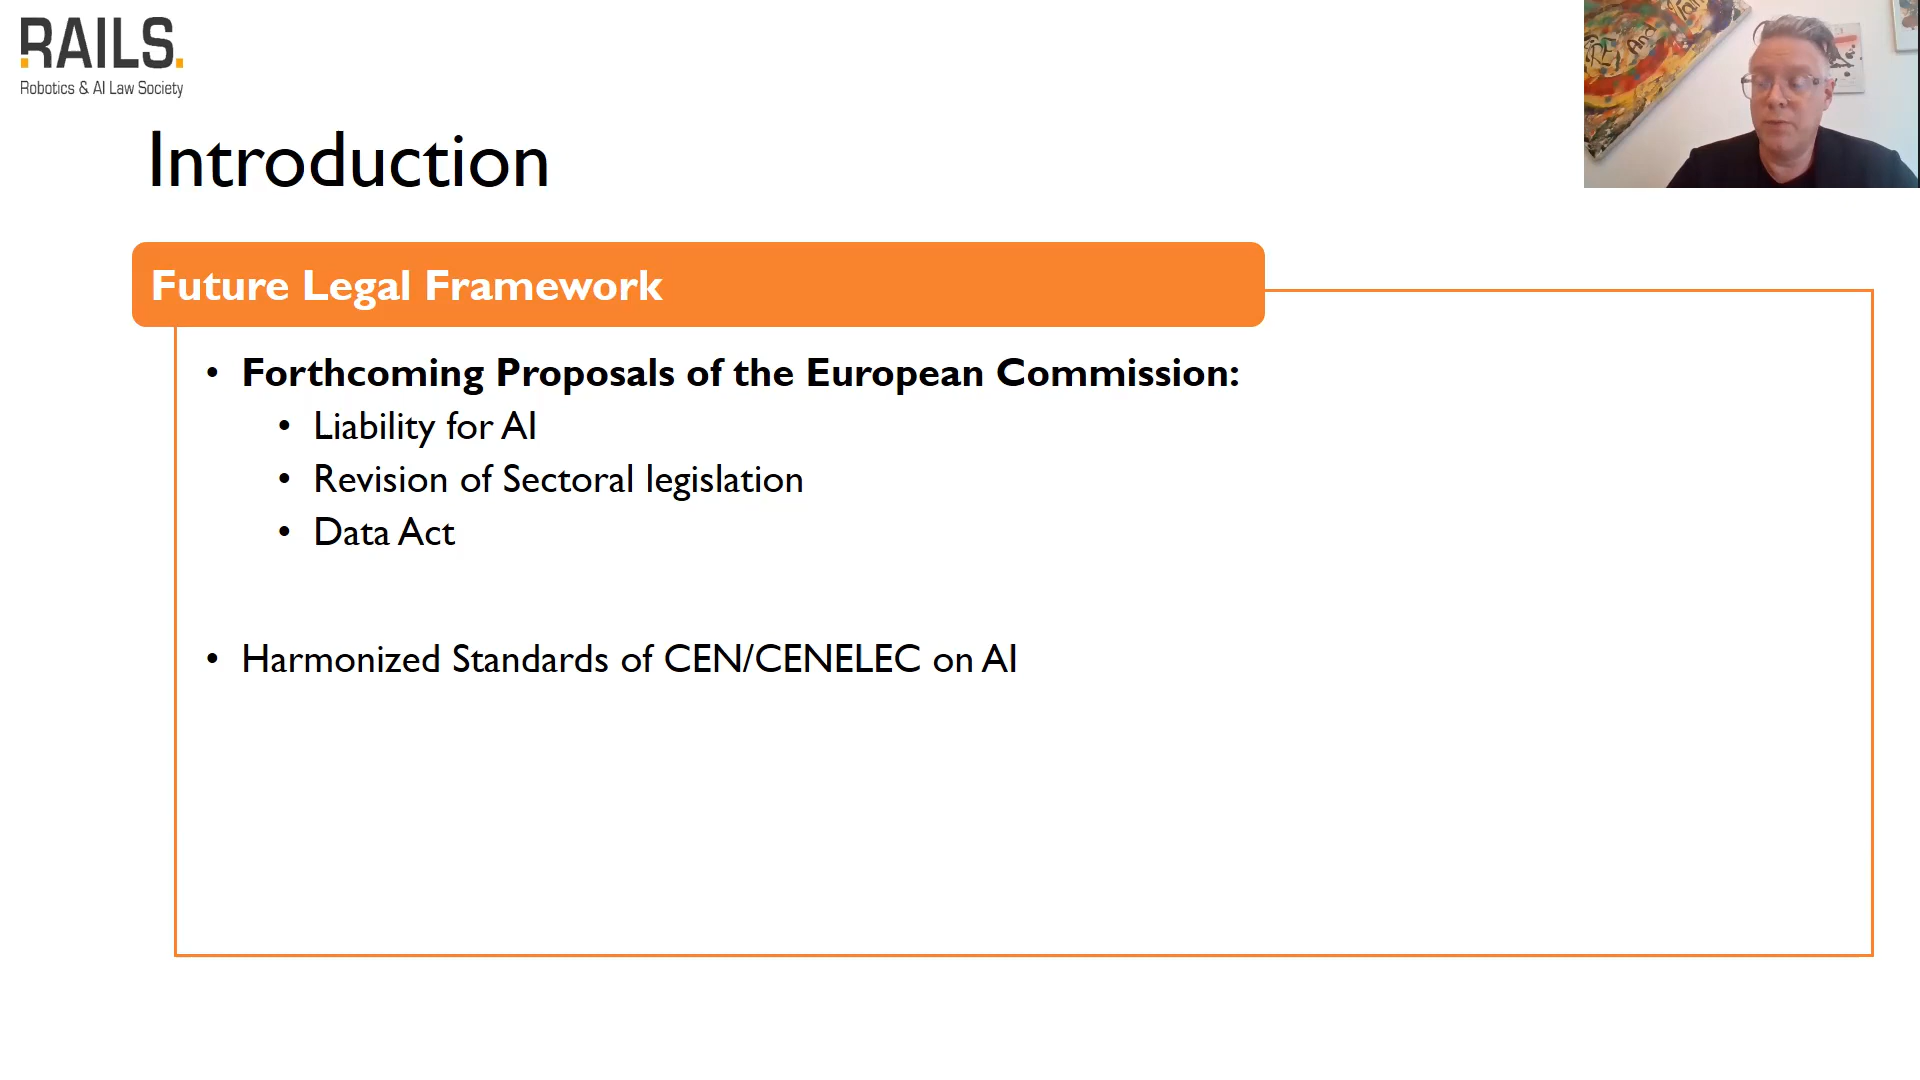 RAILS.
Robotics & AI Law Society
Introduction
Future Legal Framework
• Forthcoming Proposals of the European Commission:
• Liability for AI
• Revision of Sectoral legislation
• Data Act
• Harmonized Standards of CEN/CENELEC on AI
And